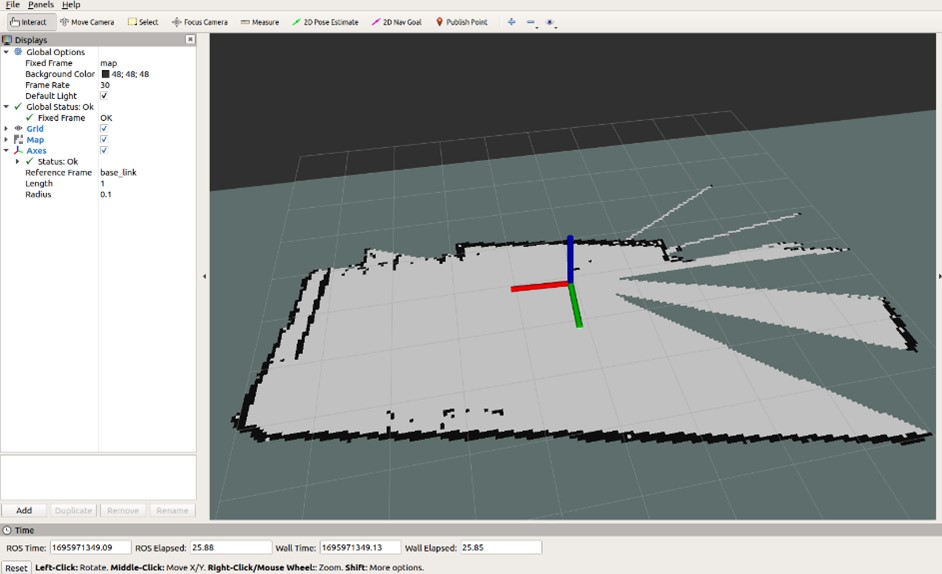 File Panels Help
Interact Move Camera Select Focus Camera Measure 2D Pose Estimate 2D Nav Goal Publish Point
Displays
Global Options
Fixed Frame map
Background Color 48; 48; 48
Frame Rate 30
Default Light ✓
✓ Global Status: Ok
✓ Fixed Frame OK
Grid ✓
Map ✓
Axes ✓
✓ Status: Ok
Reference Frame base_link
Length 1
Radius 0.1
Add Duplicate Remove Rename
Time
ROS Time: 1695971349.09 ROS Elapsed: 25.88 Wall Time: 1695971349.13 Wall Elapsed: 25.85
Reset Left-Click: Rotate. Middle-Click: Move X/Y. Right-Click/Mouse Wheel:: Zoom. Shift: More options.